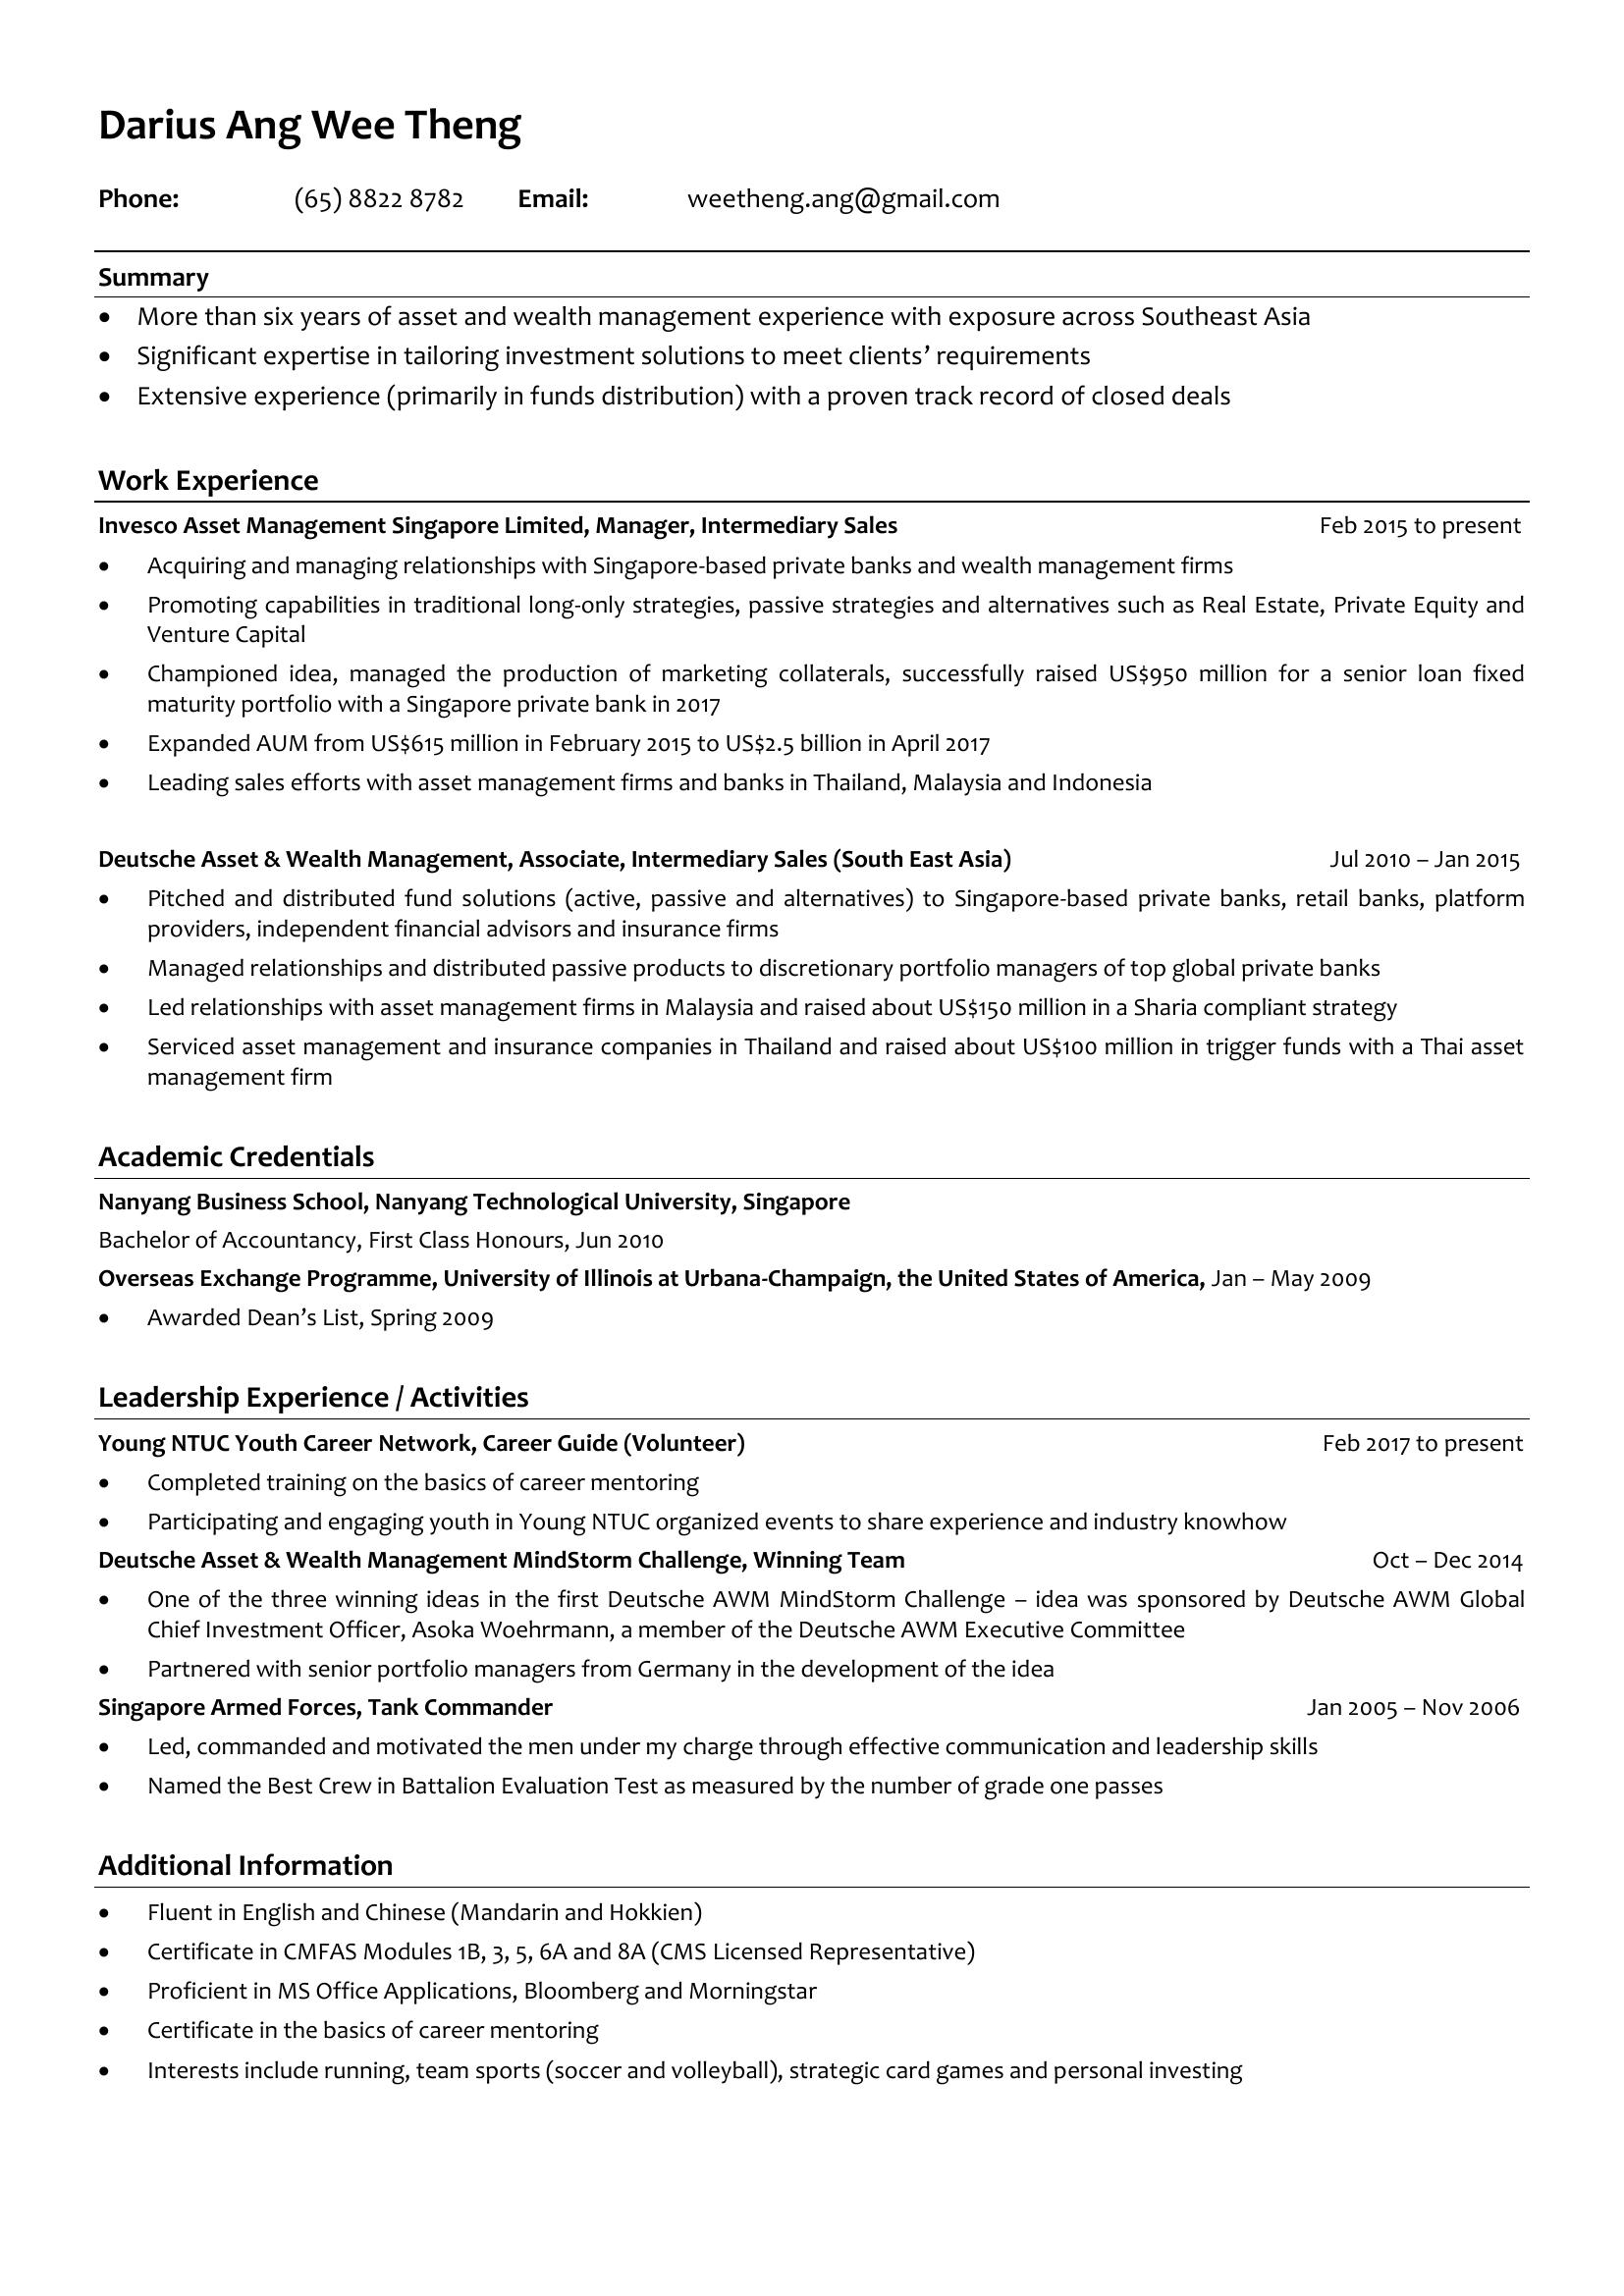 Darius Ang Wee Theng
Phone: (65) 8822 8782 Email: weetheng.ang@gmail.com
Summary
• More than six years of asset and wealth management experience with exposure across Southeast Asia
• Significant expertise in tailoring investment solutions to meet clients’ requirements
• Extensive experience (primarily in funds distribution) with a proven track record of closed deals
Work Experience
Invesco Asset Management Singapore Limited, Manager, Intermediary Sales Feb 2015 to present
• Acquiring and managing relationships with Singapore-based private banks and wealth management firms
• Promoting capabilities in traditional long-only strategies, passive strategies and alternatives such as Real Estate, Private Equity and
Venture Capital
• Championed idea, managed the production of marketing collaterals, successfully raised US$950 million for a senior loan fixed
maturity portfolio with a Singapore private bank in 2017
• Expanded AUM from US$615 million in February 2015 to US$2.5 billion in April 2017
• Leading sales efforts with asset management firms and banks in Thailand, Malaysia and Indonesia
Deutsche Asset & Wealth Management, Associate, Intermediary Sales (South East Asia) Jul 2010 – Jan 2015
• Pitched and distributed fund solutions (active, passive and alternatives) to Singapore-based private banks, retail banks, platform
providers, independent financial advisors and insurance firms
• Managed relationships and distributed passive products to discretionary portfolio managers of top global private banks
• Led relationships with asset management firms in Malaysia and raised about US$150 million in a Sharia compliant strategy
• Serviced asset management and insurance companies in Thailand and raised about US$100 million in trigger funds with a Thai asset
management firm
Academic Credentials
Nanyang Business School, Nanyang Technological University, Singapore
Bachelor of Accountancy, First Class Honours, Jun 2010
Overseas Exchange Programme, University of Illinois at Urbana-Champaign, the United States of America, Jan – May 2009
• Awarded Dean’s List, Spring 2009
Leadership Experience / Activities
Young NTUC Youth Career Network, Career Guide (Volunteer) Feb 2017 to present
• Completed training on the basics of career mentoring
• Participating and engaging youth in Young NTUC organized events to share experience and industry knowhow
Deutsche Asset & Wealth Management MindStorm Challenge, Winning Team Oct – Dec 2014
• One of the three winning ideas in the first Deutsche AWM MindStorm Challenge – idea was sponsored by Deutsche AWM Global
Chief Investment Officer, Asoka Woehrmann, a member of the Deutsche AWM Executive Committee
• Partnered with senior portfolio managers from Germany in the development of the idea
Singapore Armed Forces, Tank Commander Jan 2005 – Nov 2006
• Led, commanded and motivated the men under my charge through effective communication and leadership skills
• Named the Best Crew in Battalion Evaluation Test as measured by the number of grade one passes
Additional Information
• Fluent in English and Chinese (Mandarin and Hokkien)
• Certificate in CMFAS Modules 1B, 3, 5, 6A and 8A (CMS Licensed Representative)
• Proficient in MS Office Applications, Bloomberg and Morningstar
• Certificate in the basics of career mentoring
• Interests include running, team sports (soccer and volleyball), strategic card games and personal investing